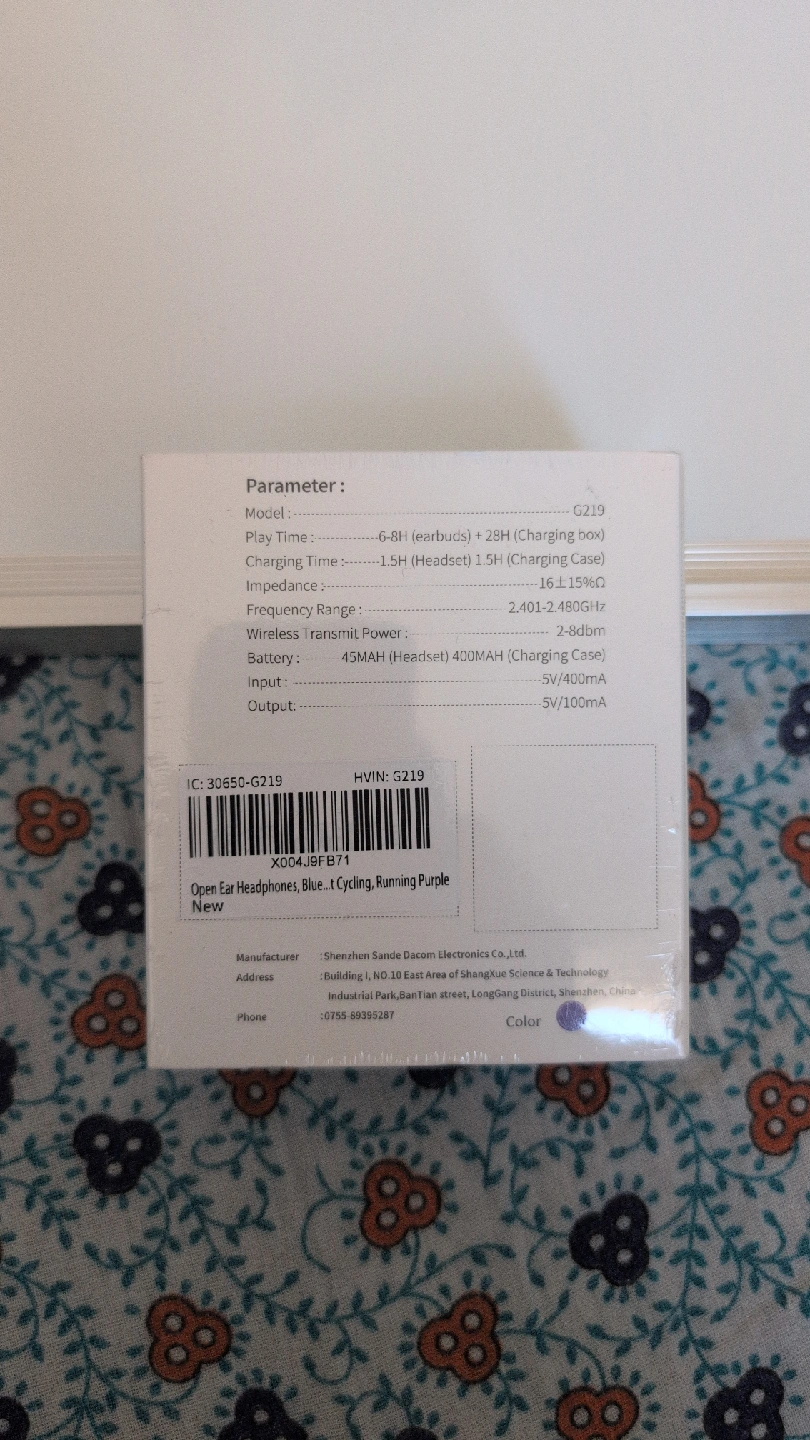 Parameter :
Model : G219
Play Time : 6-8H (earbuds) + 28H (Charging box)
Charging Time : 1.5H (Headset) 1.5H (Charging Case)
Impedance : 16±15%Ω
Frequency Range : 2.401-2.480GHz
Wireless Transmit Power : 2-8dbm
Battery : 45MAH (Headset) 400MAH (Charging Case)
Input : 5V/400mA
Output: 5V/100mA
IC: 30650-G219 HVIN: G219
X004J9FB71
Open Ear Headphones, Blue...t Cycling, Running Purple
New
Manufacturer :Shenzhen Sande Dacom Electronics Co.,Ltd.
Address :Building I, NO.10 East Area of ShangXue Science & Technology
Industrial Park,BanTian street, LongGang District, Shenzhen, China
Phone :0755-89395287
Color